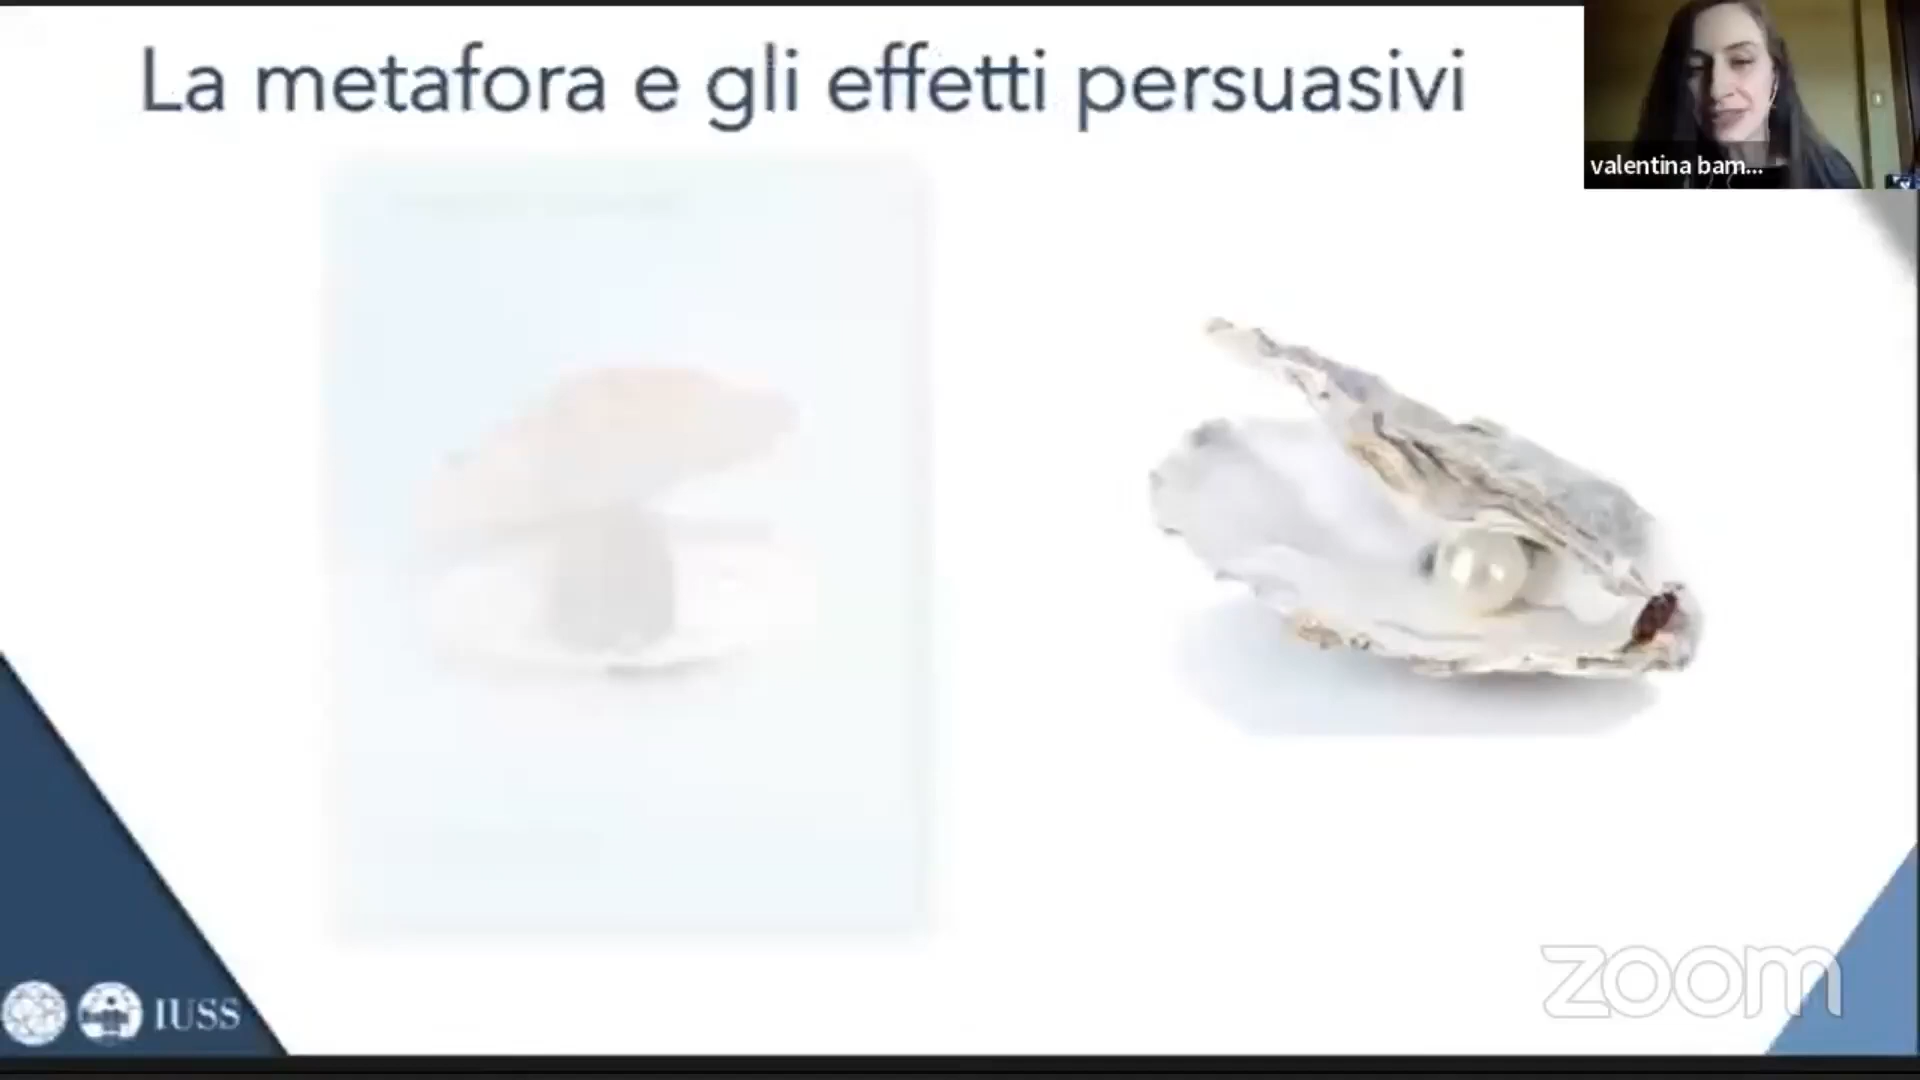 La metafora e gli effetti persuasivi
valentina bam...
IUSS
zoom